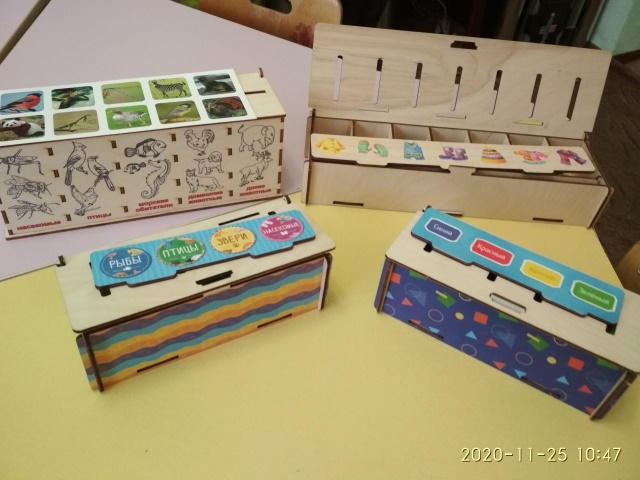 насекомые
птицы
морские
обитатели
домашние
животные
дикие
животные
РЫБЫ
ПТИЦЫ
ЗВЕРИ
НАСЕКОМЫЕ
Синий
Красный
Зелёный
2020-11-25 10:47